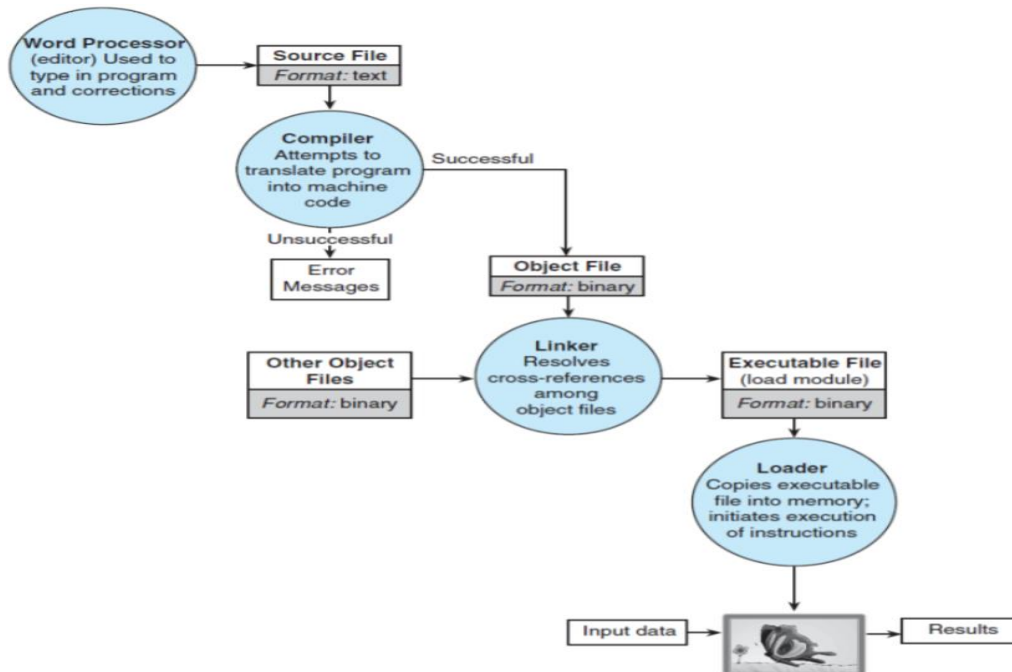 Word Processor
(editor) Used to
type in program
and corrections
Source File
Format: text
Compiler
Attempts to
translate program
into machine
code
Successful
Unsuccessful
Error
Messages
Object File
Format: binary
Other Object
Files
Format: binary
Linker
Resolves
cross-references
among
object files
Executable File
(load module)
Format: binary
Loader
Copies executable
file into memory;
initiates execution
of instructions
Input data
Results